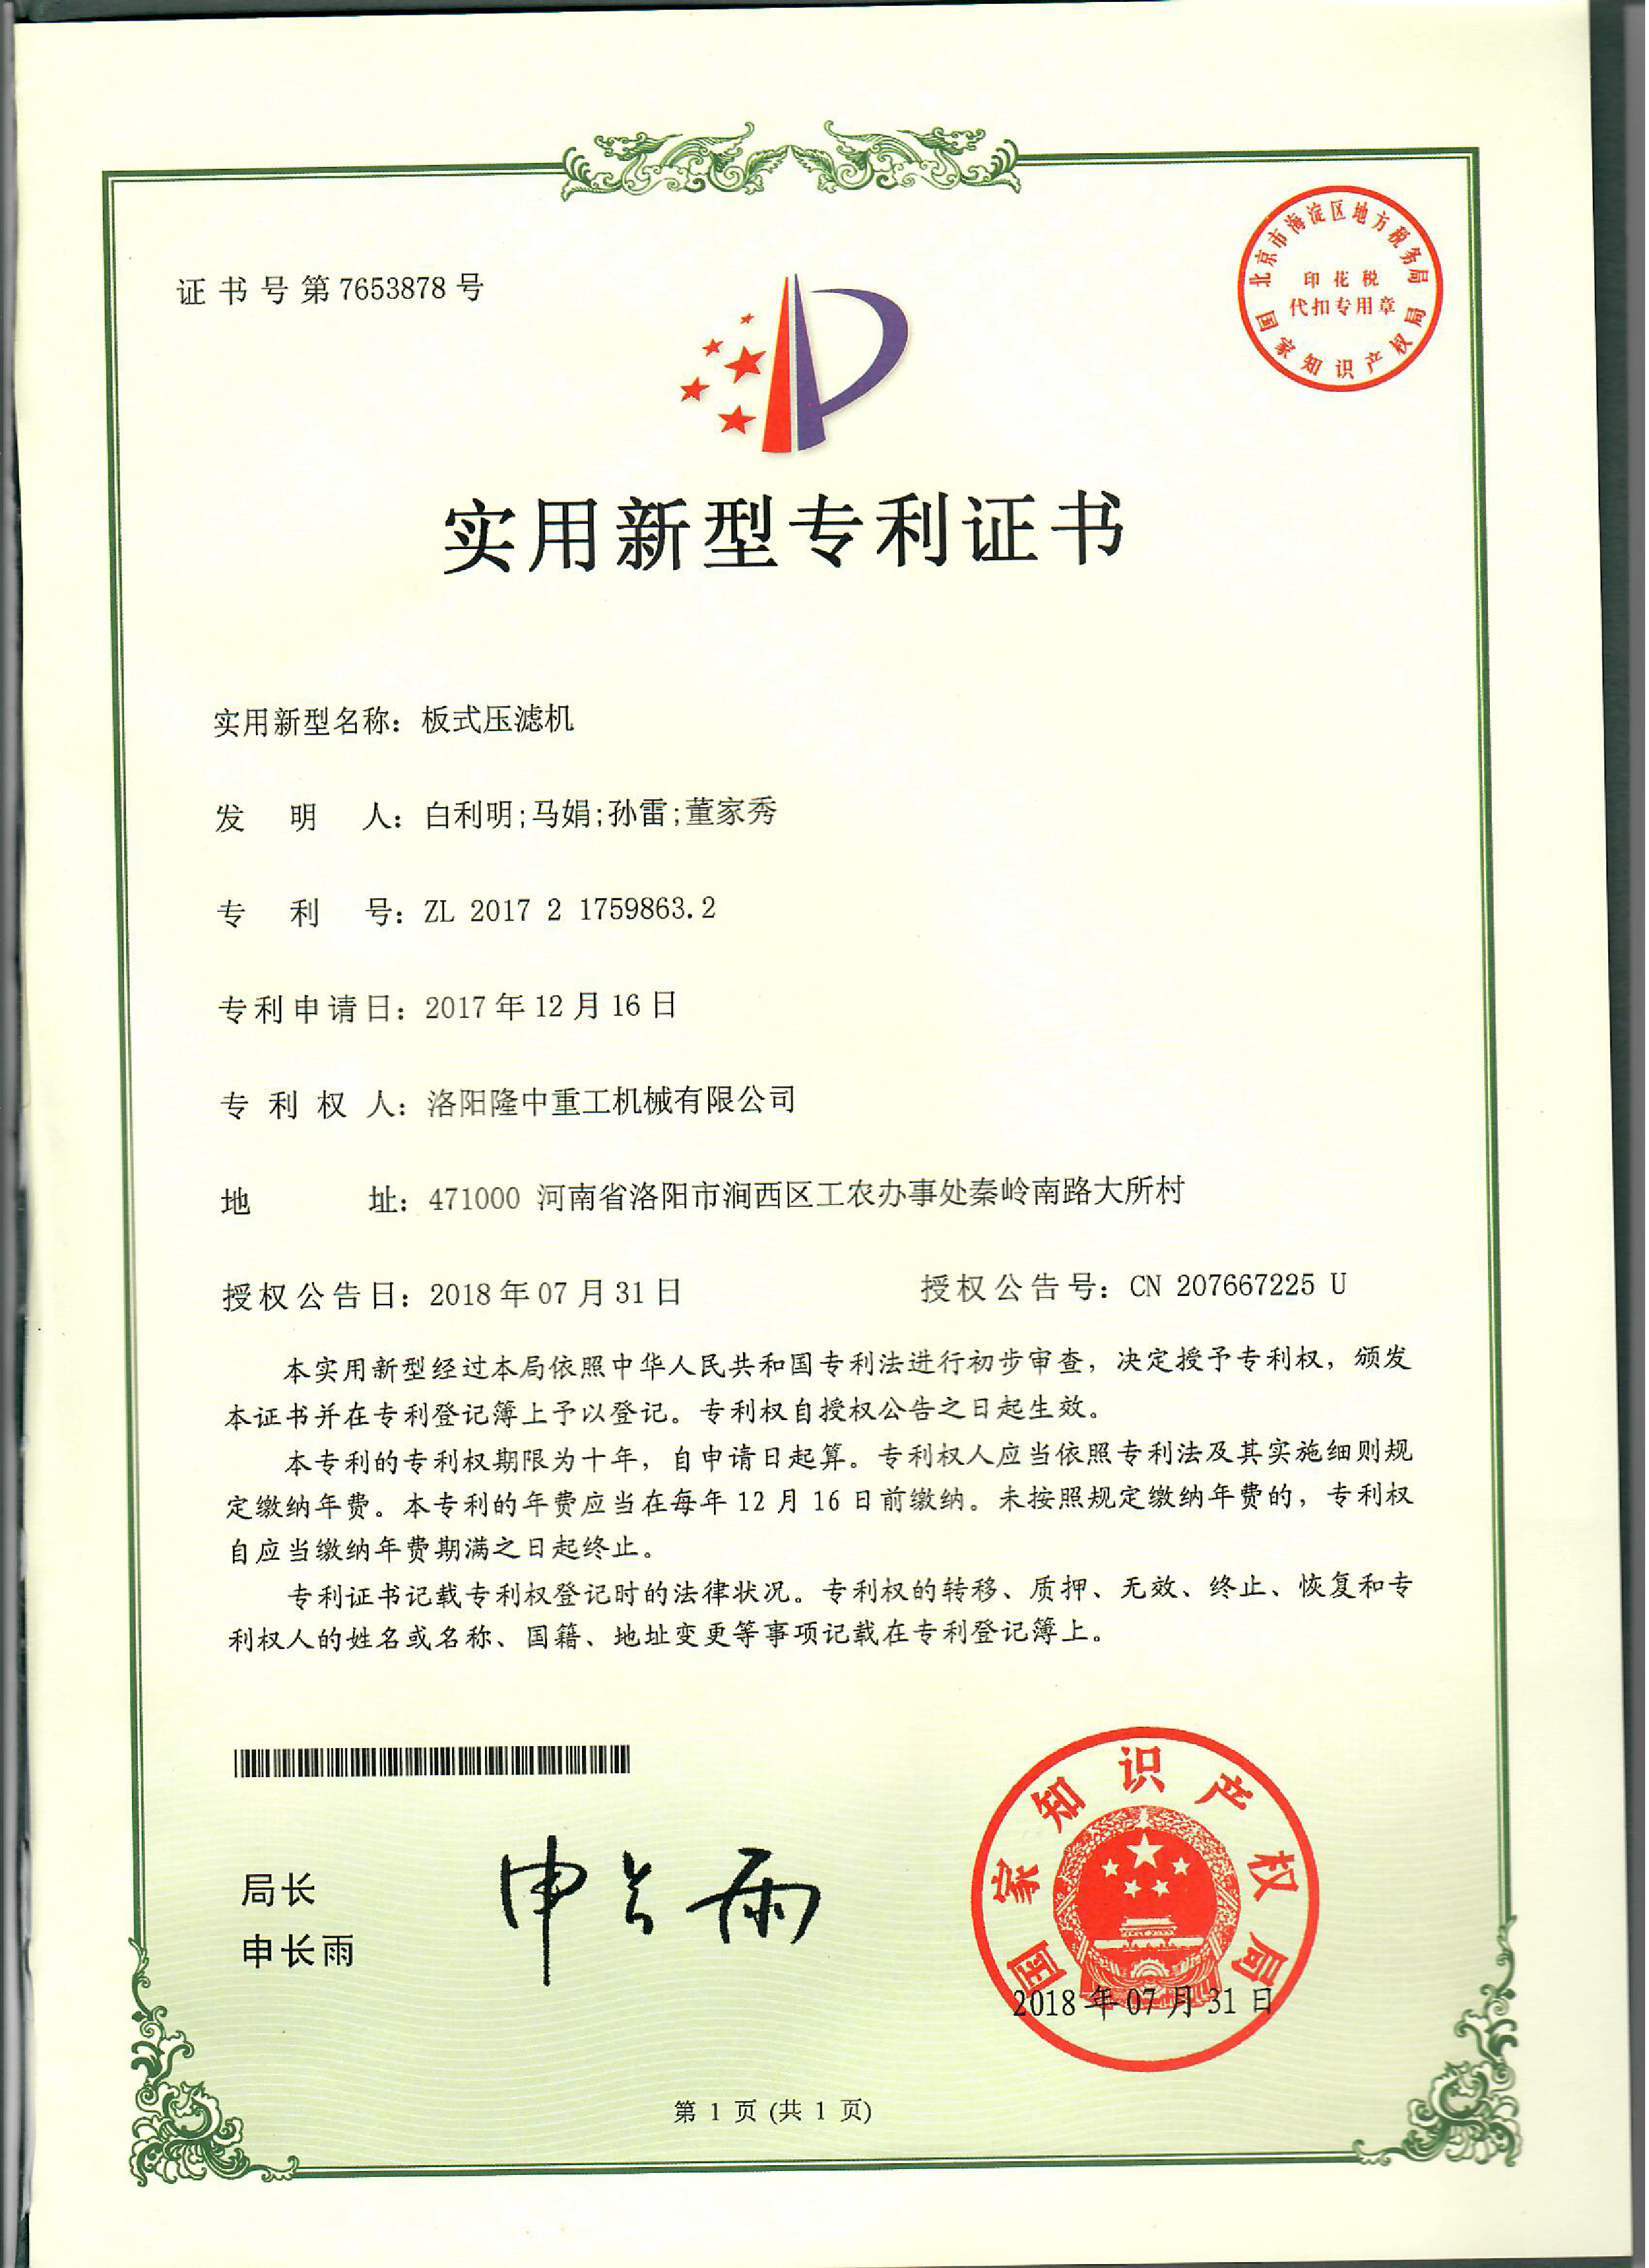 证书号第7653878号
北京市海淀区地方税务局
印花税
代扣专用章
国家知识产权局
实用新型专利证书
实用新型名称：板式压滤机
发明人：白利明;马娟;孙雷;董家秀
专利号：ZL 2017 2 1759863.2
专利申请日：2017年12月16日
专利权人：洛阳隆中重工机械有限公司
地址：471000 河南省洛阳市涧西区工农办事处秦岭南路大所村
授权公告日：2018年07月31日 授权公告号：CN 207667225 U
本实用新型经过本局依照中华人民共和国专利法进行初步审查，决定授予专利权，颁发
本证书并在专利登记簿上予以登记。专利权自授权公告之日起生效。
本专利的专利权期限为十年，自申请日起算。专利权人应当依照专利法及其实施细则规
定缴纳年费。本专利的年费应当在每年12月16日前缴纳。未按照规定缴纳年费的，专利权
自应当缴纳年费期满之日起终止。
专利证书记载专利权登记时的法律状况。专利权的转移、质押、无效、终止、恢复和专
利权人的姓名或名称、国籍、地址变更等事项记载在专利登记簿上。
局长
申长雨
申长雨
国家知识产权局
2018年07月31日
第 1 页 (共 1 页)